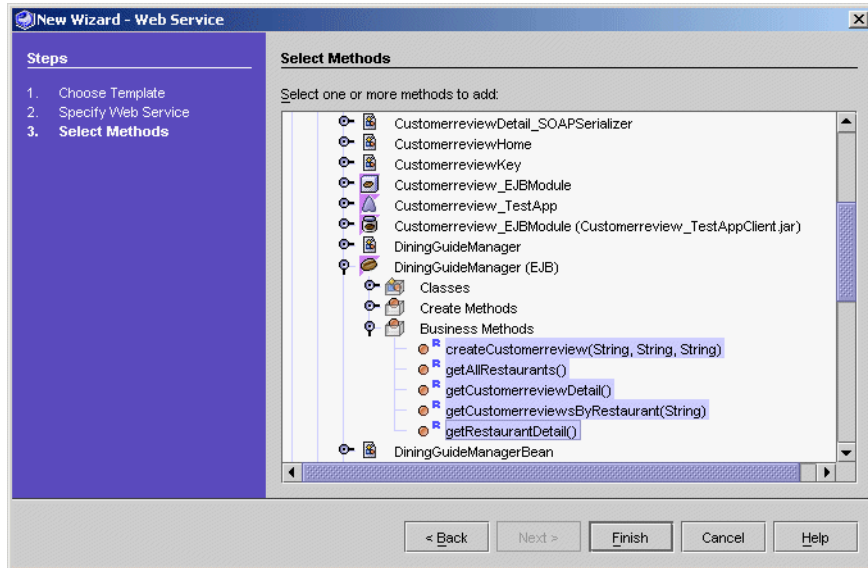 New Wizard - Web Service
Steps
1. Choose Template
2. Specify Web Service
3. Select Methods
Select Methods
Select one or more methods to add:
CustomerreviewDetail_SOAPSerializer
CustomerreviewHome
CustomerreviewKey
Customerreview_EJBModule
Customerreview_TestApp
Customerreview_EJBModule (Customerreview_TestAppClient.jar)
DiningGuideManager
DiningGuideManager (EJB)
Classes
Create Methods
Business Methods
R createCustomerreview(String, String, String)
R getAllRestaurants()
R getCustomerreviewDetail()
R getCustomerreviewsByRestaurant(String)
R getRestaurantDetail()
DiningGuideManagerBean
< Back Next > Finish Cancel Help